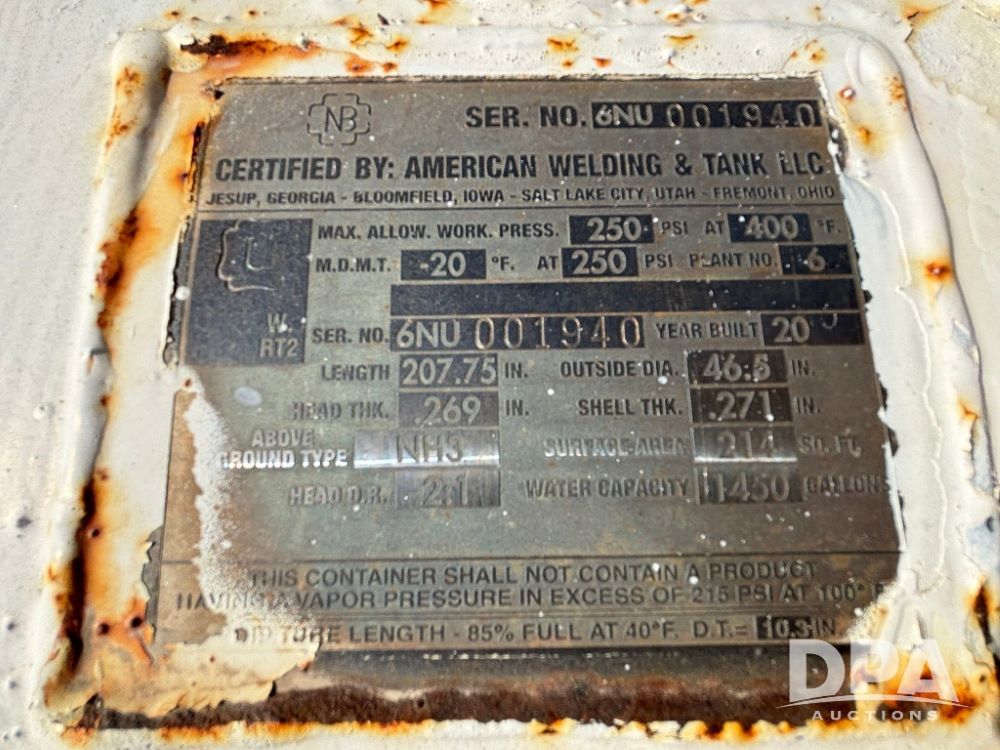 NB SER. NO. 6NU 001940
CERTIFIED BY: AMERICAN WELDING & TANK LLC.
JESUP, GEORGIA - BLOOMFIELD, IOWA - SALT LAKE CITY, UTAH - FREMONT, OHIO
MAX. ALLOW. WORK. PRESS. 250 PSI AT 400 °F.
M.D.M.T. -20 °F. AT 250 PSI PLANT NO. 6
W
RT2
SER. NO. 6NU 001940 YEAR BUILT 20
LENGTH 207.75 IN. OUTSIDE DIA. 46.5 IN.
HEAD THK. .269 IN. SHELL THK. .271 IN.
ABOVE
GROUND TYPE NH3 SURFACE AREA 214 SQ. FT.
HEAD D.R. 2:1 WATER CAPACITY 1450 GALLONS
THIS CONTAINER SHALL NOT CONTAIN A PRODUCT
HAVING A VAPOR PRESSURE IN EXCESS OF 215 PSI AT 100° F
DIP TUBE LENGTH - 85% FULL AT 40°F. D.T.= 10.3 IN.
DPA
AUCTIONS